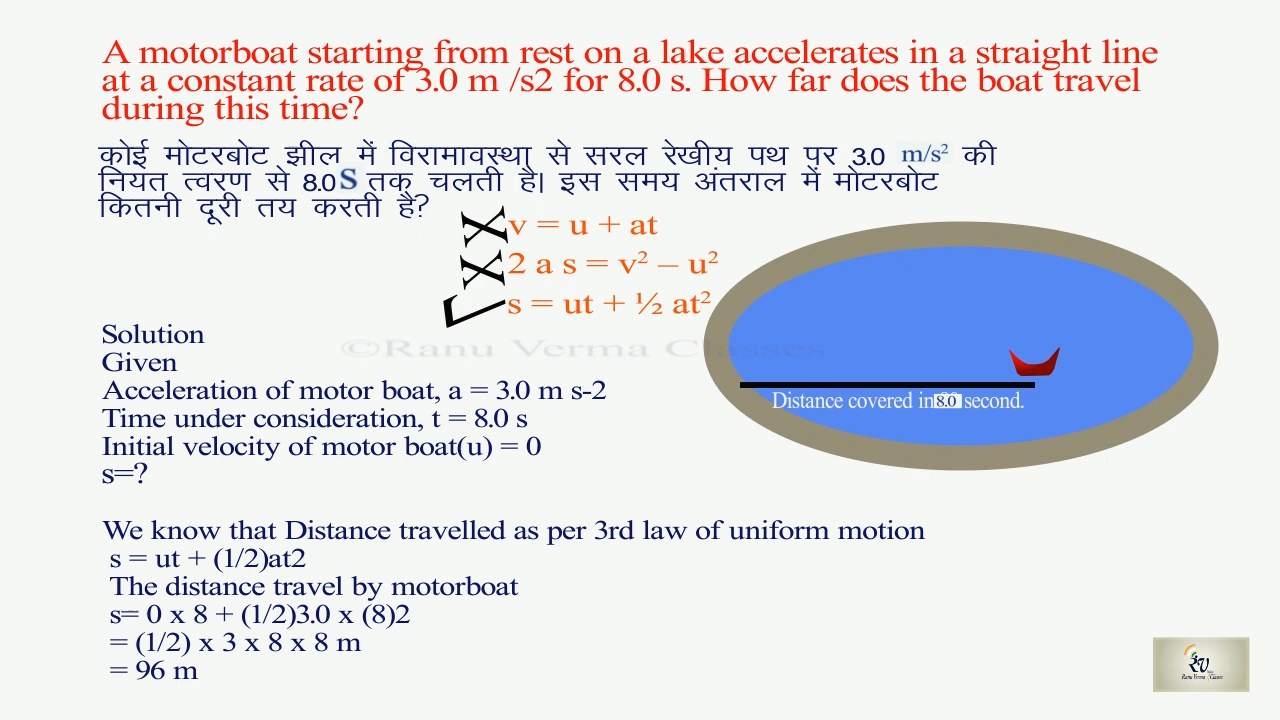 A motorboat starting from rest on a lake accelerates in a straight line
at a constant rate of 3.0 m /s2 for 8.0 s. How far does the boat travel
during this time?
कोई मोटरबोट झील में विरामावस्था से सरल रेखीय पथ पर 3.0 m/s² की
नियत त्वरण से 8.0 S तक चलती है। इस समय अंतराल में मोटरबोट
कितनी दूरी तय करती है?
X v = u + at
X 2 a s = v² – u²
s = ut + ½ at²
Solution
©Ranu Verma Classes
Given
Acceleration of motor boat, a = 3.0 m s-2
Time under consideration, t = 8.0 s
Initial velocity of motor boat(u) = 0
s=?
Distance covered in 8.0 second.
We know that Distance travelled as per 3rd law of uniform motion
s = ut + (1/2)at2
The distance travel by motorboat
s= 0 x 8 + (1/2)3.0 x (8)2
= (1/2) x 3 x 8 x 8 m
= 96 m
Ranu Verma Classes